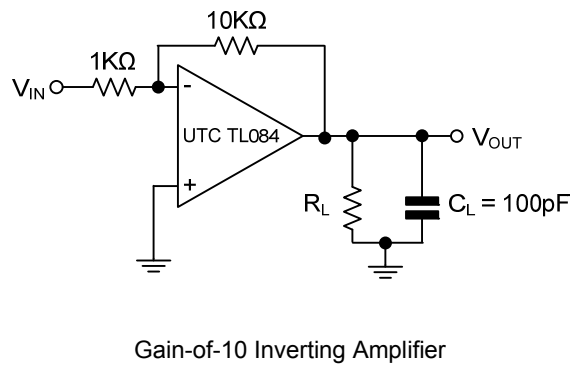 10KΩ
1KΩ
VIN
-
UTC TL084
+
VOUT
RL
CL = 100pF
Gain-of-10 Inverting Amplifier